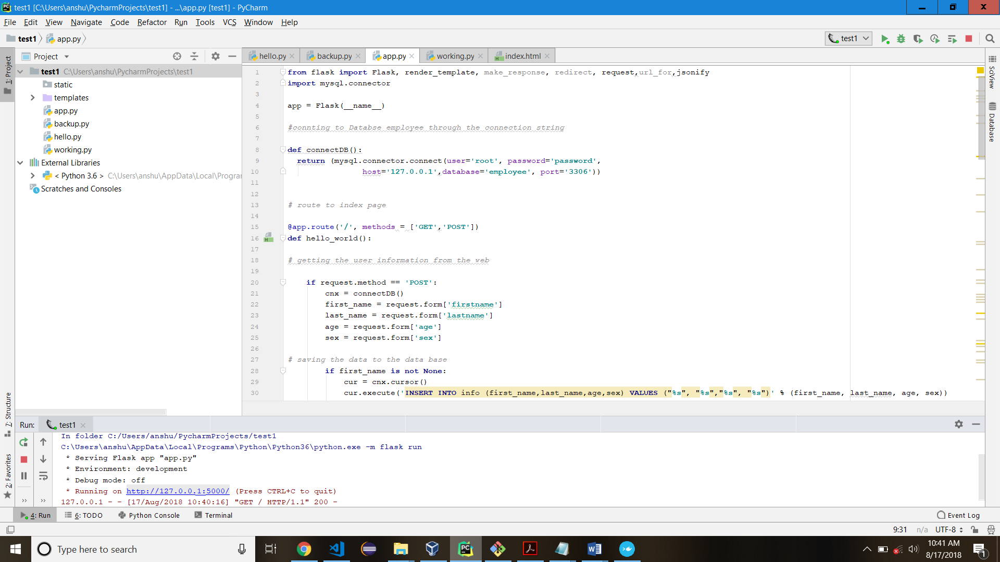 test1 [C:\Users\anshu\PycharmProjects\test1] - ...\app.py [test1] - PyCharm
File Edit View Navigate Code Refactor Run Tools VCS Window Help
test1 app.py test1
1: Project
Project
hello.py backup.py app.py working.py index.html
test1 C:\Users\anshu\PycharmProjects\test1
static
templates
app.py
backup.py
hello.py
working.py
External Libraries
< Python 3.6 > C:\Users\anshu\AppData\Local\Progra
Scratches and Consoles
1 from flask import Flask, render_template, make_response, redirect, request,url_for,jsonify
2 import mysql.connector
3
4 app = Flask(__name__)
5
6 #connting to Databse employee through the connection string
7
8 def connectDB():
9 return (mysql.connector.connect(user='root', password='password',
10 host='127.0.0.1',database='employee', port='3306'))
11
12
13 # route to index page
14
15 @app.route('/', methods = ['GET','POST'])
16 def hello_world():
17
18 # getting the user information from the web
19
20 if request.method == 'POST':
21 cnx = connectDB()
22 first_name = request.form['firstname']
23 last_name = request.form['lastname']
24 age = request.form['age']
25 sex = request.form['sex']
26
27 # saving the data to the data base
28 if first_name is not None:
29 cur = cnx.cursor()
30 cur.execute('INSERT INTO info (first_name,last_name,age,sex) VALUES ("%s", "%s","%s", "%s")' % (first_name, last_name, age, sex))
SciView
Database
7: Structure
2: Favorites
Run: test1
In folder C:/Users/anshu/PycharmProjects/test1
C:\Users\anshu\AppData\Local\Programs\Python\Python36\python.exe -m flask run
* Serving Flask app "app.py"
* Environment: development
* Debug mode: off
* Running on http://127.0.0.1:5000/ (Press CTRL+C to quit)
127.0.0.1 - - [17/Aug/2018 10:40:16] "GET / HTTP/1.1" 200 -
4: Run 6: TODO Python Console Terminal Event Log
9:31 n/a UTF-8
Type here to search
10:41 AM
8/17/2018
1